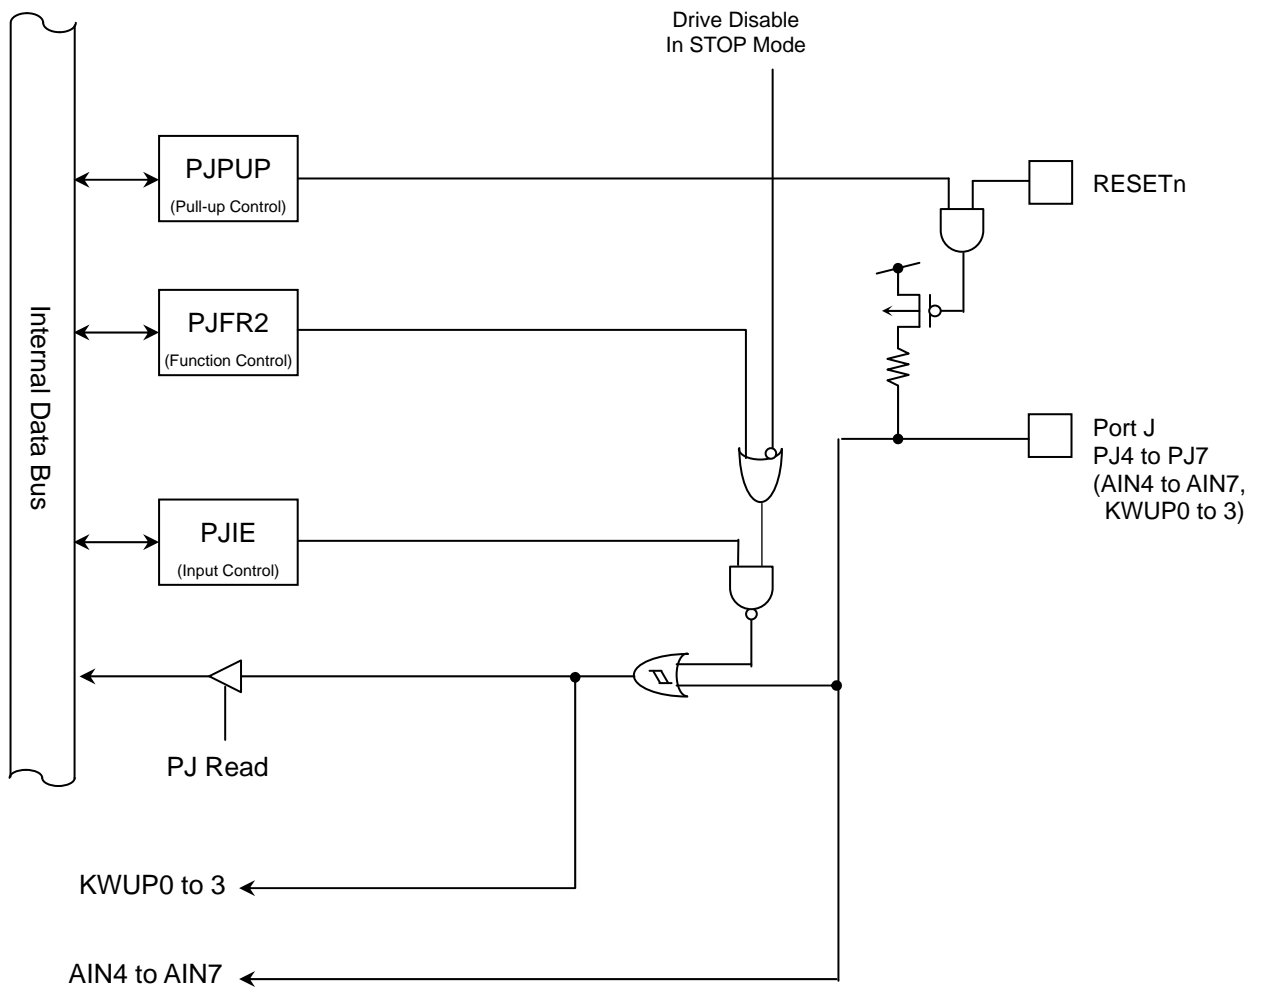 Drive Disable
In STOP Mode
PJPUP
(Pull-up Control)
RESETn
Internal Data Bus
PJFR2
(Function Control)
Port J
PJ4 to PJ7
(AIN4 to AIN7,
KWUP0 to 3)
PJIE
(Input Control)
PJ Read
KWUP0 to 3
AIN4 to AIN7